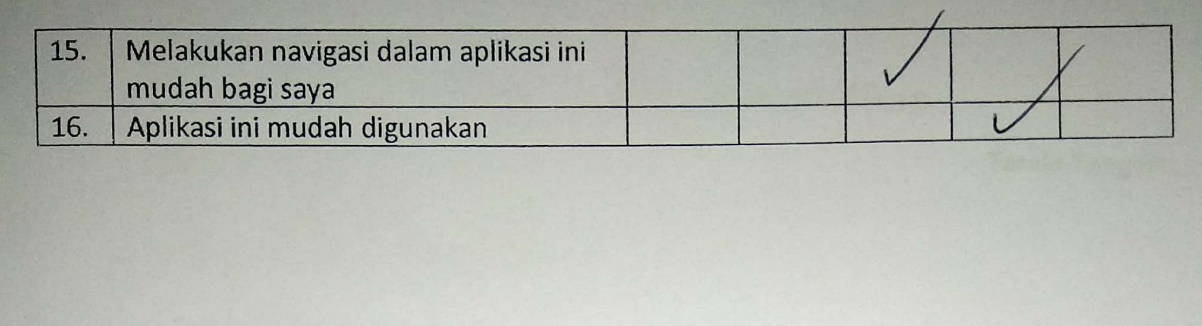 15. Melakukan navigasi dalam aplikasi ini
mudah bagi saya
16. Aplikasi ini mudah digunakan